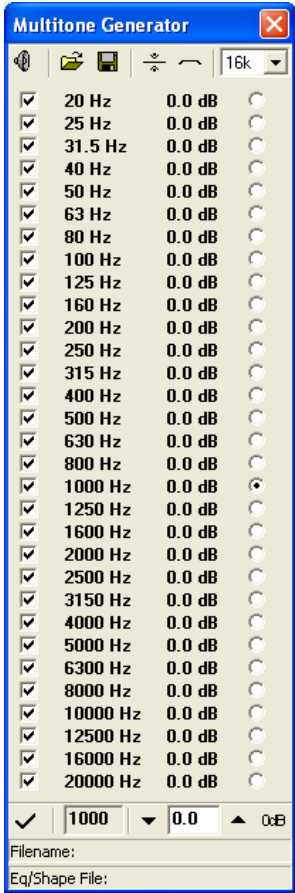 Multitone Generator
16k
20 Hz 0.0 dB
25 Hz 0.0 dB
31.5 Hz 0.0 dB
40 Hz 0.0 dB
50 Hz 0.0 dB
63 Hz 0.0 dB
80 Hz 0.0 dB
100 Hz 0.0 dB
125 Hz 0.0 dB
160 Hz 0.0 dB
200 Hz 0.0 dB
250 Hz 0.0 dB
315 Hz 0.0 dB
400 Hz 0.0 dB
500 Hz 0.0 dB
630 Hz 0.0 dB
800 Hz 0.0 dB
1000 Hz 0.0 dB
1250 Hz 0.0 dB
1600 Hz 0.0 dB
2000 Hz 0.0 dB
2500 Hz 0.0 dB
3150 Hz 0.0 dB
4000 Hz 0.0 dB
5000 Hz 0.0 dB
6300 Hz 0.0 dB
8000 Hz 0.0 dB
10000 Hz 0.0 dB
12500 Hz 0.0 dB
16000 Hz 0.0 dB
20000 Hz 0.0 dB
1000 0.0 0dB
Filename:
Eq/Shape File: